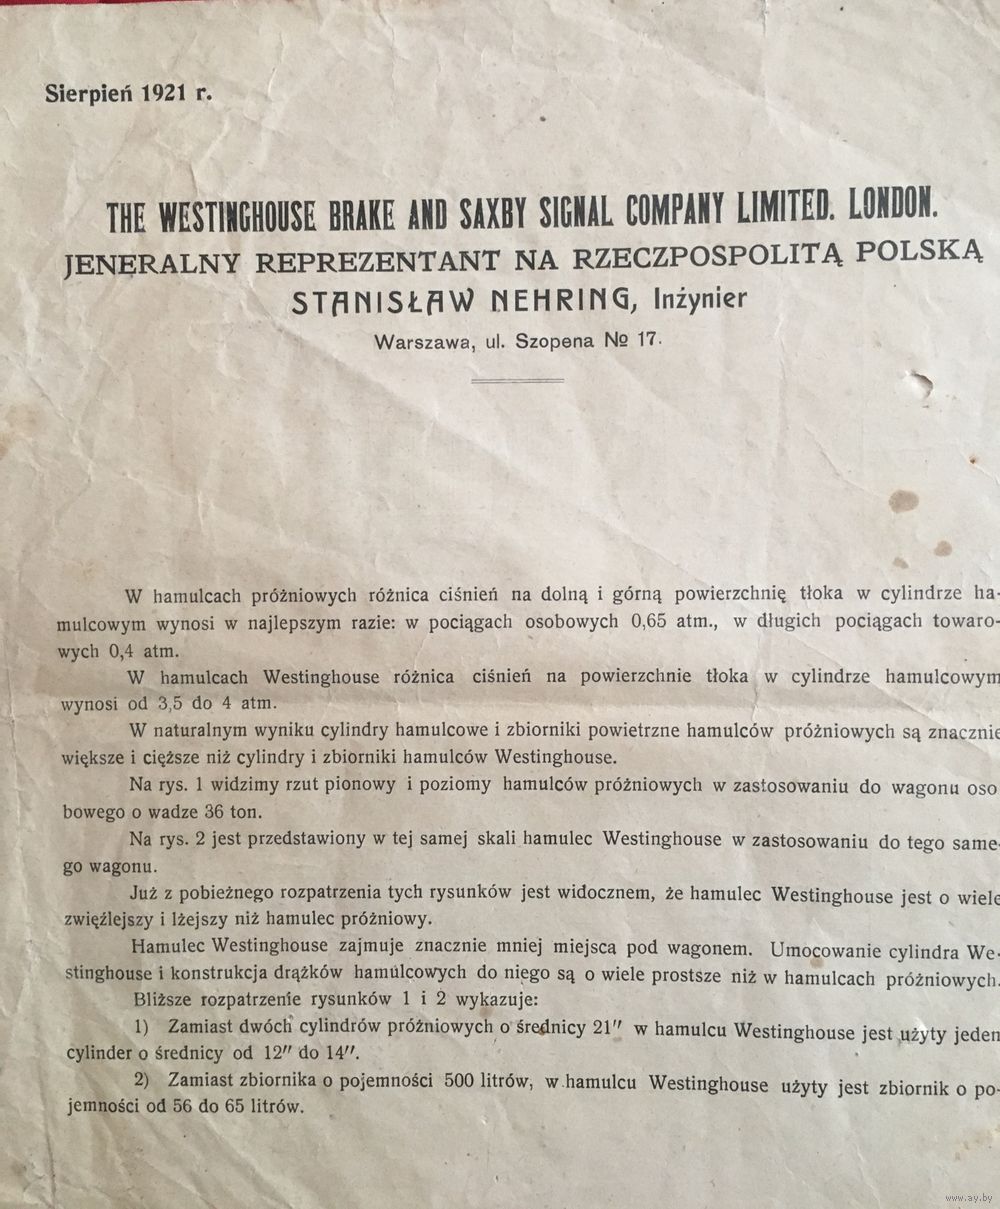 Sierpień 1921 r.
THE WESTINGHOUSE BRAKE AND SAXBY SIGNAL COMPANY LIMITED. LONDON.
JENERALNY REPREZENTANT NA RZECZPOSPOLITĄ POLSKĄ
STANISŁAW NEHRING, Inżynier
Warszawa, ul. Szopena № 17.
W hamulcach próżniowych różnica ciśnień na dolną i górną powierzchnię tłoka w cylindrze ha-
mulcowym wynosi w najlepszym razie: w pociągach osobowych 0,65 atm., w długich pociągach towaro-
wych 0,4 atm.
W hamulcach Westinghouse różnica ciśnień na powierzchnie tłoka w cylindrze hamulcowym
wynosi od 3,5 do 4 atm.
W naturalnym wyniku cylindry hamulcowe i zbiorniki powietrzne hamulców próżniowych są znacznie
większe i cięższe niż cylindry i zbiorniki hamulców Westinghouse.
Na rys. 1 widzimy rzut pionowy i poziomy hamulców próżniowych w zastosowaniu do wagonu oso
bowego o wadze 36 ton.
Na rys. 2 jest przedstawiony w tej samej skali hamulec Westinghouse w zastosowaniu do tego same-
go wagonu.
Już z pobieżnego rozpatrzenia tych rysunków jest widocznem, że hamulec Westinghouse jest o wiele
zwięźlejszy i lżejszy niż hamulec próżniowy.
Hamulec Westinghouse zajmuje znacznie mniej miejsca pod wagonem. Umocowanie cylindra We-
stinghouse i konstrukcja drążków hamulcowych do niego są o wiele prostsze niż w hamulcach próżniowych.
Bliższe rozpatrzenie rysunków 1 i 2 wykazuje:
1) Zamiast dwóch cylindrów próżniowych o średnicy 21″ w hamulcu Westinghouse jest użyty jeden
cylinder o średnicy od 12″ do 14″.
2) Zamiast zbiornika o pojemności 500 litrów, w hamulcu Westinghouse użyty jest zbiornik o po-
jemności od 56 do 65 litrów.
www.ay.by